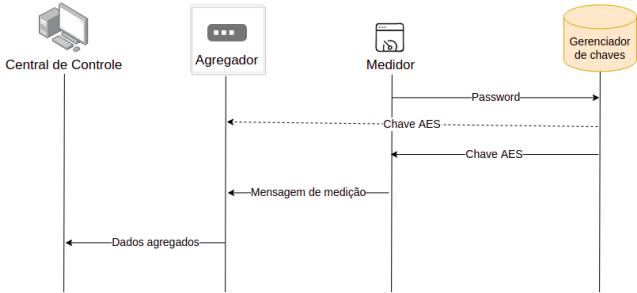 Central de Controle
Agregador
Medidor
Gerenciador
de chaves
Password
Chave AES
Chave AES
Mensagem de medição
Dados agregados